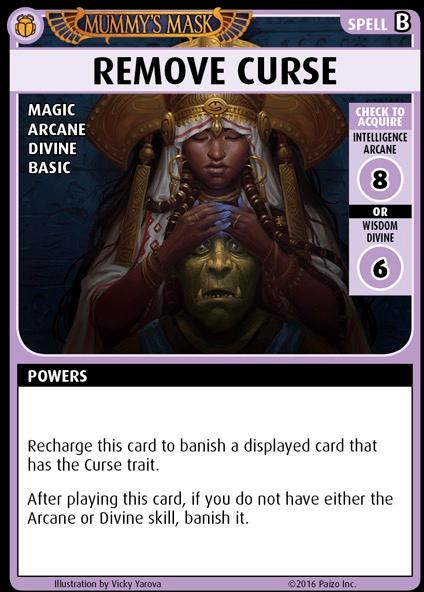 MUMMY'S MASK
SPELL B
REMOVE CURSE
MAGIC
ARCANE
DIVINE
BASIC
CHECK TO
ACQUIRE
INTELLIGENCE
ARCANE
8
OR
WISDOM
DIVINE
6
POWERS
Recharge this card to banish a displayed card that
has the Curse trait.
After playing this card, if you do not have either the
Arcane or Divine skill, banish it.
Illustration by Vicky Yarova
©2016 Paizo Inc.